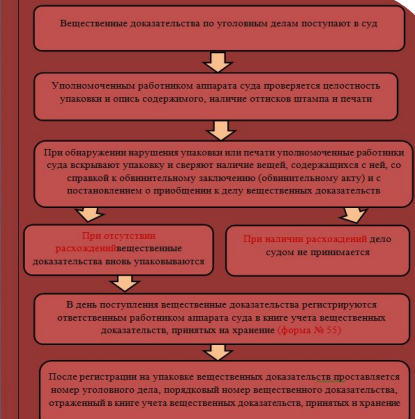 Вещественные доказательства по уголовным делам поступают в суд
Уполномоченным работником аппарата суда проверяется целостность
упаковки и опись содержимого, наличие оттисков штампа и печати
При обнаружении нарушения упаковки или печати уполномоченные работники
суда вскрывают упаковку и сверяют наличие вещей, содержащихся с ней, со
справкой к обвинительному заключению (обвинительному акту) и с
постановлением о приобщении к делу вещественных доказательств
При отсутствии
расхожденийвещественные
доказательства вновь упаковываются
При наличии расхождений дело
судом не принимается
В день поступления вещественные доказательства регистрируются
ответственным работником аппарата суда в книге учета вещественных
доказательств, принятых на хранение (форма № 55)
После регистрации на упаковке вещественных доказательств проставляется
номер уголовного дела, порядковый номер вещественного доказательства,
отраженный в книге учета вещественных доказательств, принятых н хранение